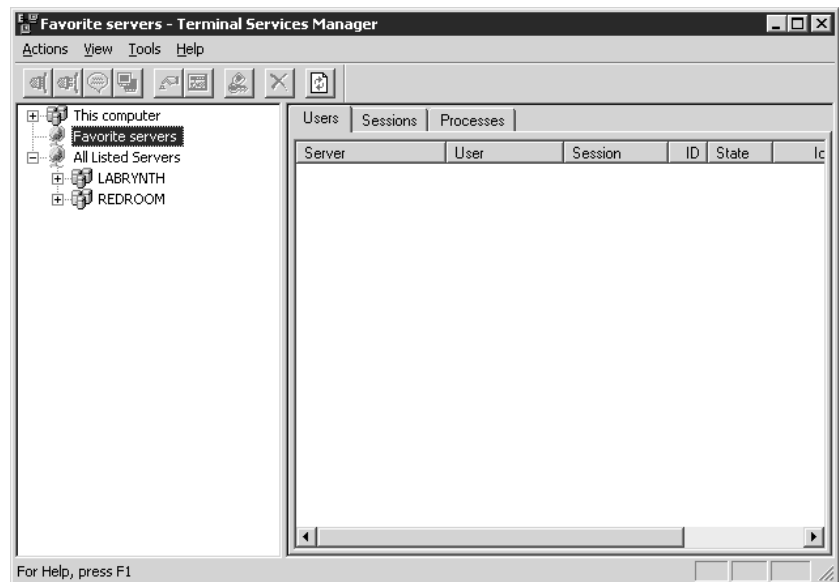 Favorite servers - Terminal Services Manager
Actions View Tools Help
This computer
Favorite servers
All Listed Servers
LABRYNTH
REDROOM
Users Sessions Processes
Server User Session ID State
For Help, press F1